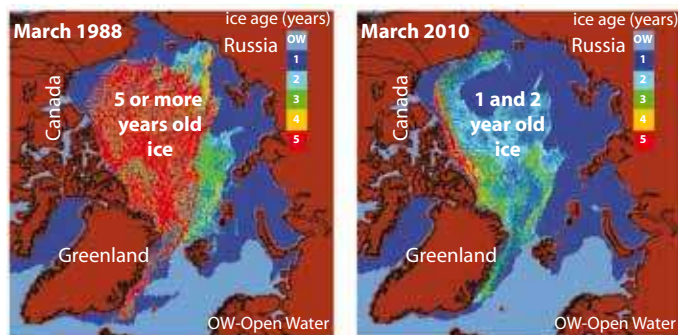 March 1988
ice age (years)
Russia
OW
1
2
3
4
5
Canada
5 or more
years old
ice
Greenland
OW-Open Water
March 2010
ice age (years)
Russia
OW
1
2
3
4
5
Canada
1 and 2
year old
ice
Greenland
OW-Open Water